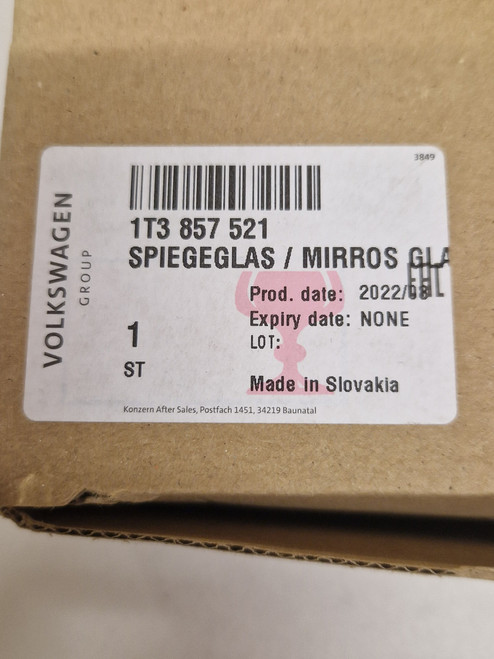 3849
VOLKSWAGEN
GROUP
1T3 857 521
SPIEGEGLAS / MIRROS GLA
EAC
Prod. date: 2022/08
Expiry date: NONE
LOT:
1
ST
Made in Slovakia
Konzern After Sales, Postfach 1451, 34219 Baunatal